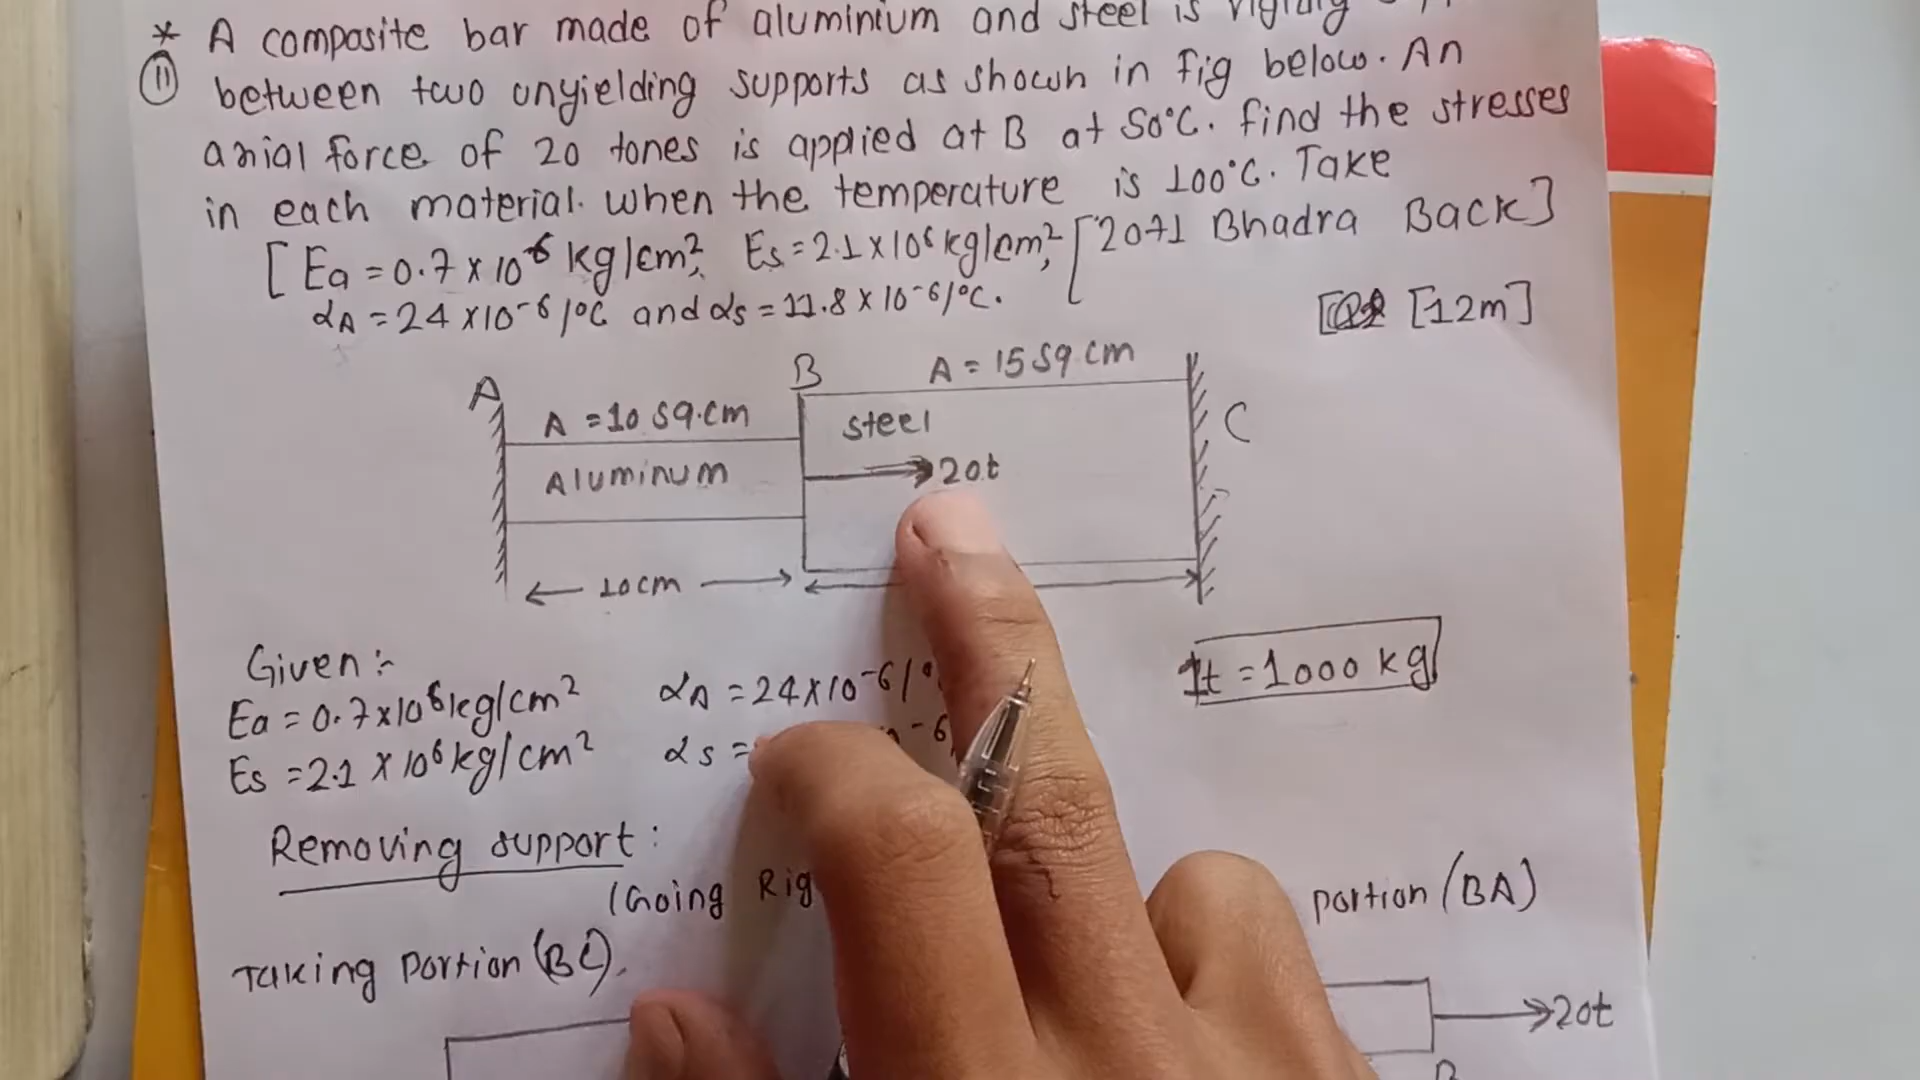 * A composite bar made of aluminium and steel is
(11) between two unyielding supports as shown in fig below. An
axial force of 20 tones is applied at B at 50°C. find the stresses
in each material. when the temperature is 100°C. Take
[Ea = 0.7 x 10⁶ kg/cm², Es = 2.1 x 10⁶ kg/cm², [2071 Bhadra Back]
αA = 24 x 10⁻⁶/°C and αs = 11.8 x 10⁻⁶/°C.
[12m]
A
B
A = 15 sq.cm
A = 10 sq.cm
steel
C
Aluminum
20t
10cm
Given:-
Ea = 0.7x10⁶ kg/cm²
αA = 24x10⁻⁶/°
1t = 1000 kg
Es = 2.1 x 10⁶ kg/cm²
αs =
Removing support:
(Going
portion (BA)
Taking portion (BC),
20t
B